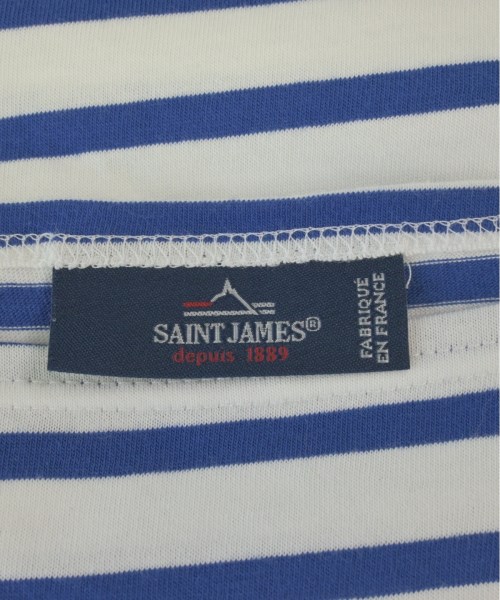 SAINT JAMES®
depuis 1889
FABRIQUÉ
EN FRANCE